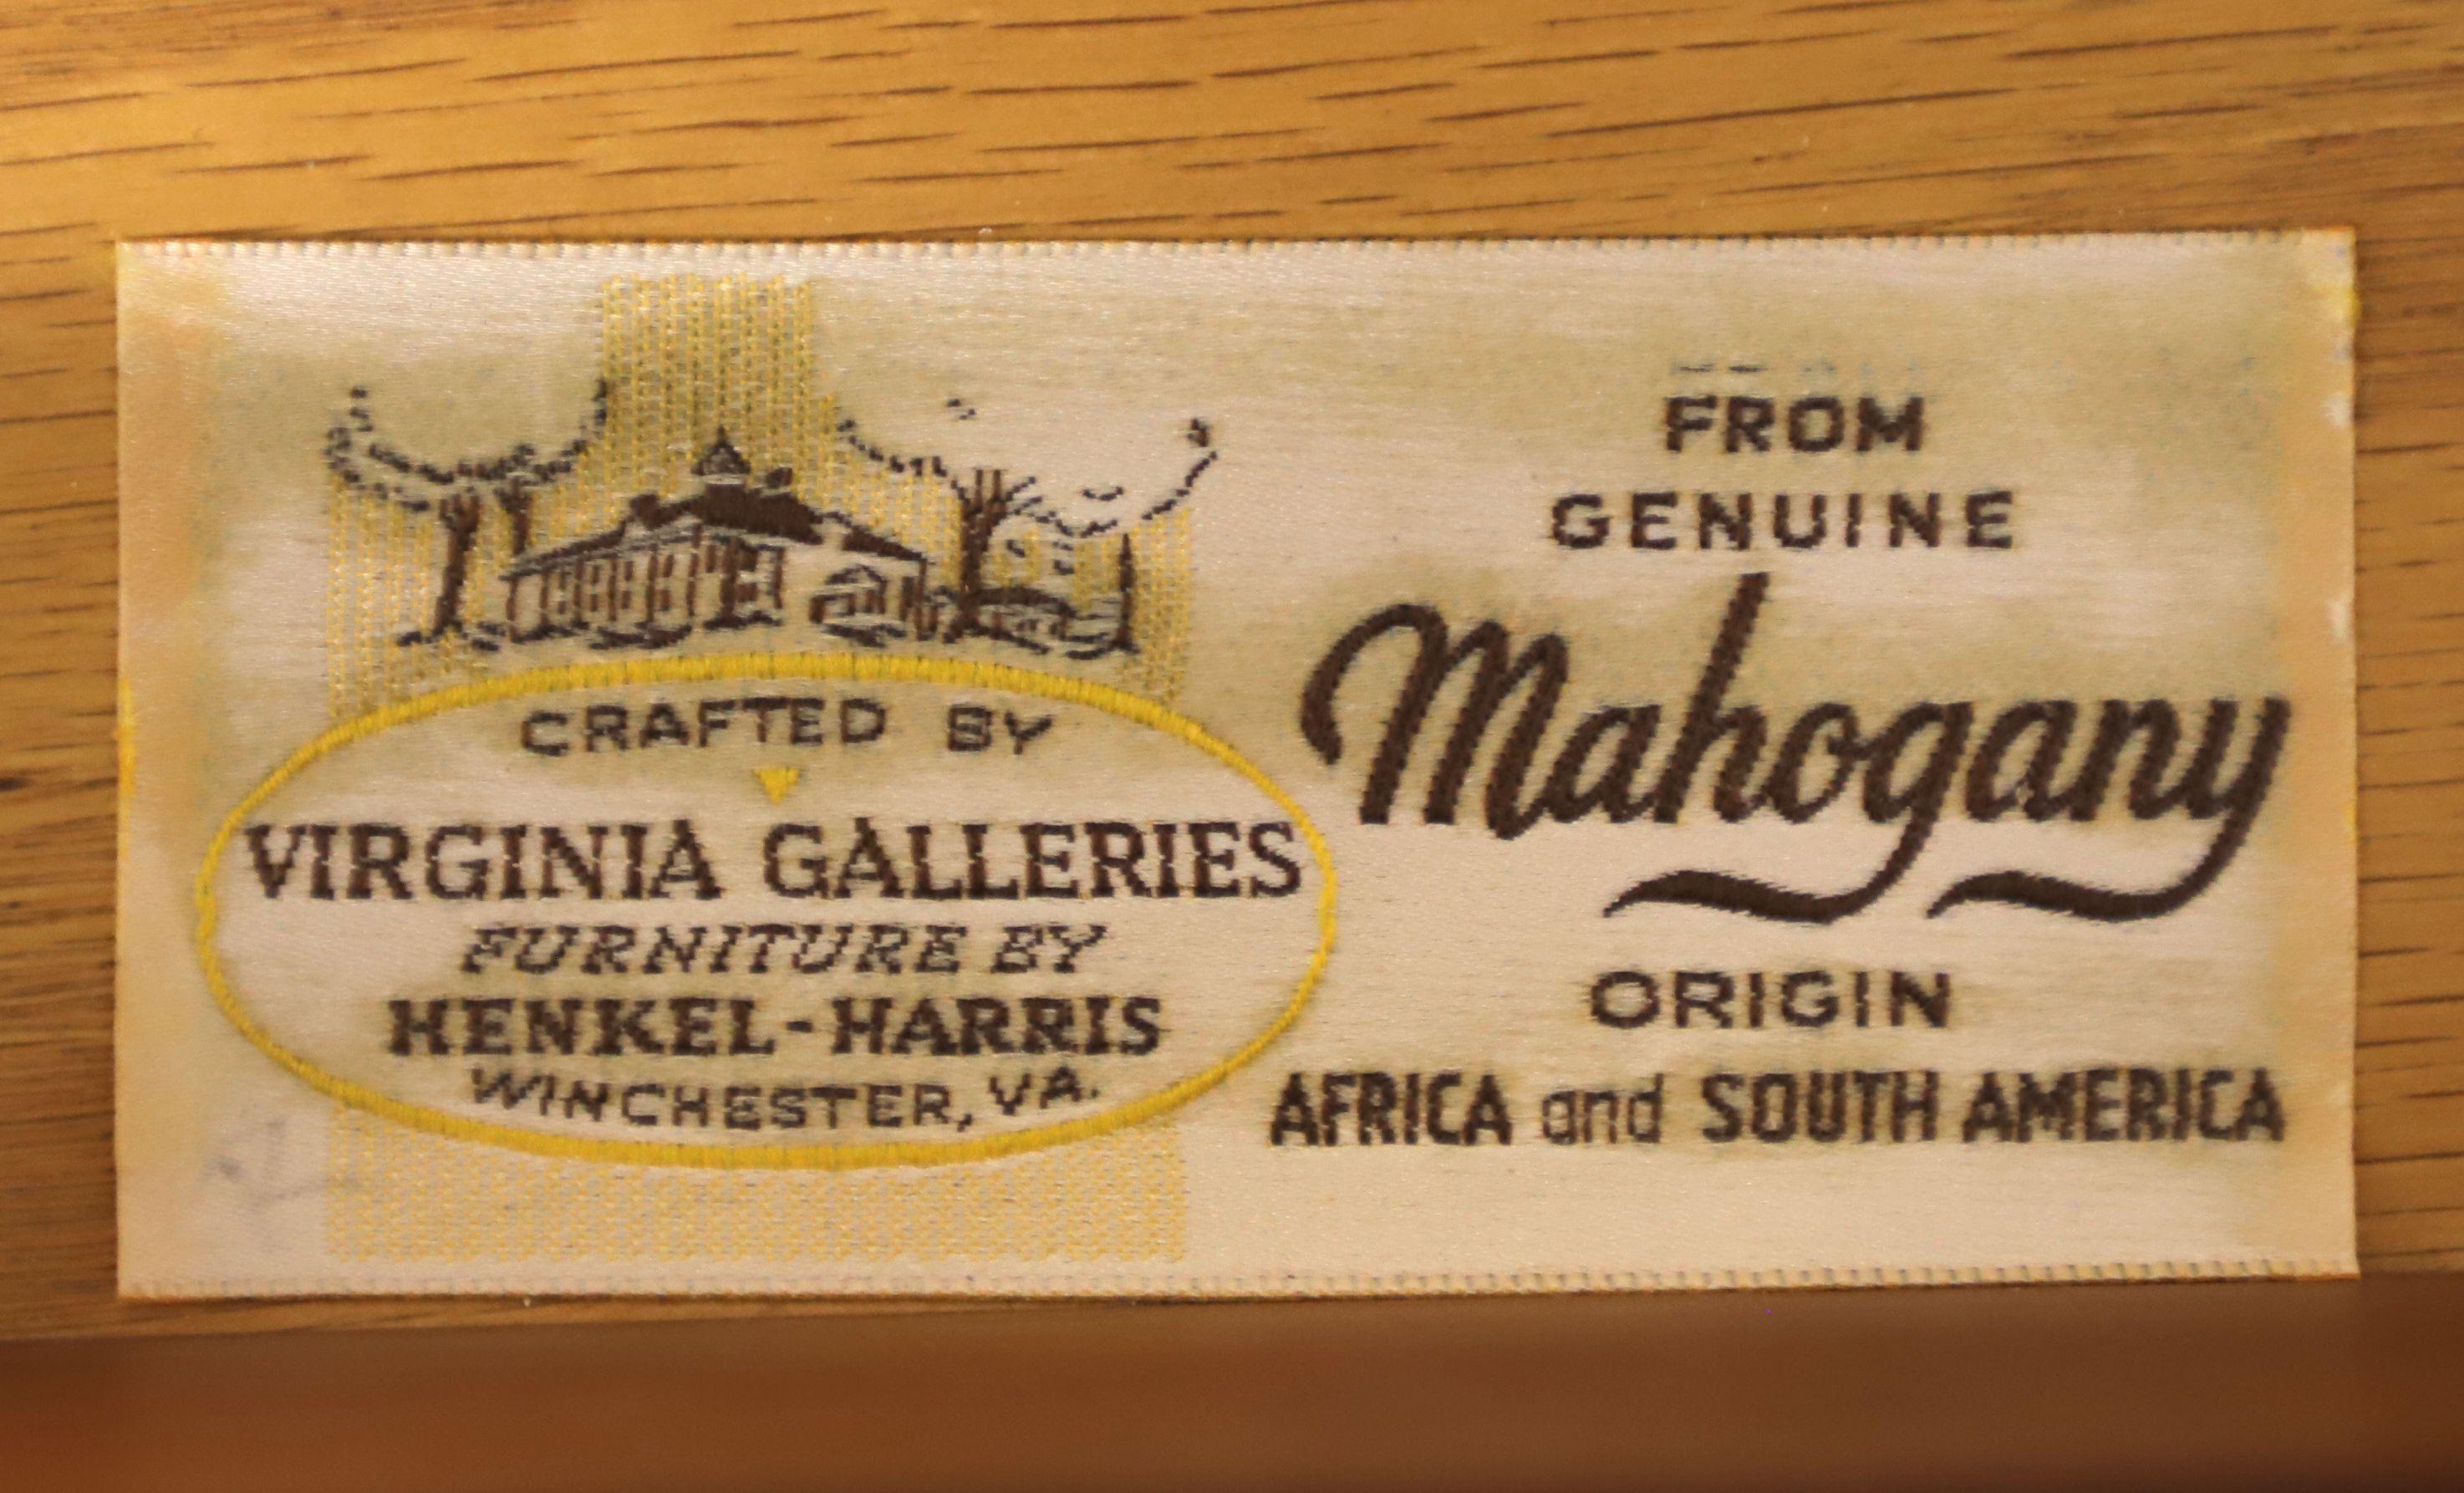 CRAFTED BY
VIRGINIA GALLERIES
FURNITURE BY
HENKEL-HARRIS
WINCHESTER, VA.
FROM
GENUINE
Mahogany
ORIGIN
AFRICA and SOUTH AMERICA